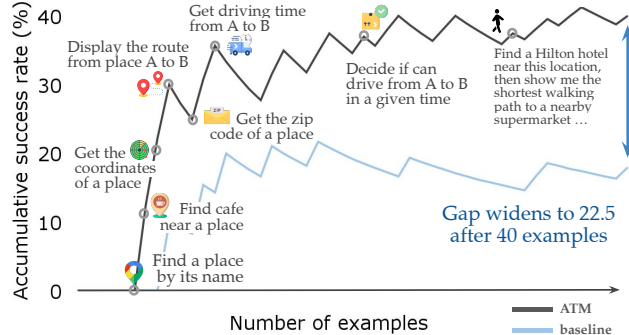 Accumulative success rate (%)
40
30
20
10
0
Get driving time
from A to B
Display the route
from place A to B
ZIP
Get the zip
code of a place
Get the
coordinates
of a place
Find cafe
near a place
Find a place
by its name
Decide if can
drive from A to B
in a given time
Find a Hilton hotel
near this location,
then show me the
shortest walking
path to a nearby
supermarket …
Gap widens to 22.5
after 40 examples
Number of examples
ATM
baseline